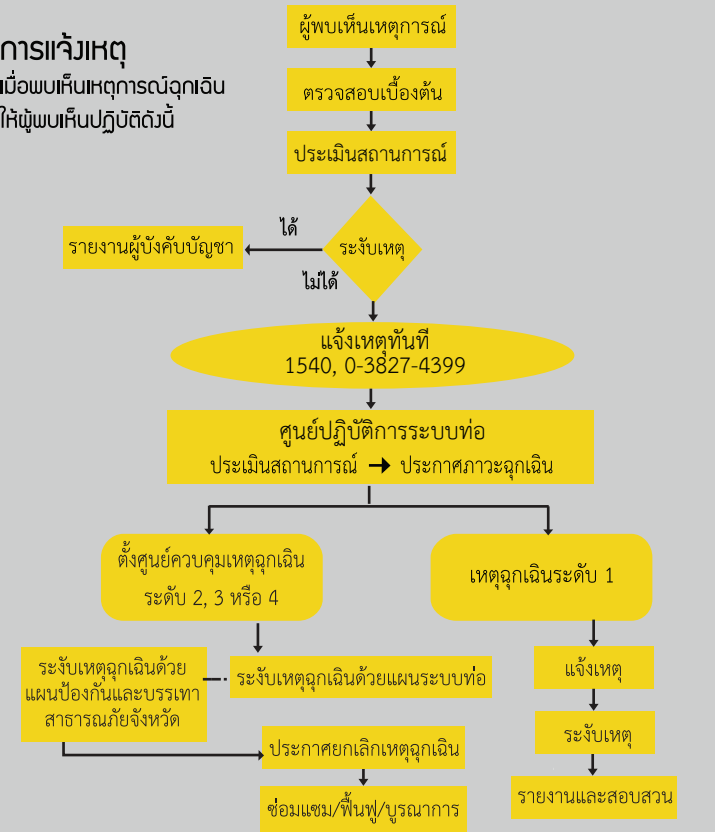 การแจ้งเหตุ
เมื่อพบเห็นเหตุการณ์ฉุกเฉิน
ให้ผู้พบเห็นปฏิบัติดังนี้
ผู้พบเห็นเหตุการณ์
ตรวจสอบเบื้องต้น
ประเมินสถานการณ์
ระงับเหตุ
ได้
รายงานผู้บังคับบัญชา
ไม่ได้
แจ้งเหตุทันที
1540, 0-3827-4399
ศูนย์ปฏิบัติการระบบท่อ
ประเมินสถานการณ์ → ประกาศภาวะฉุกเฉิน
ตั้งศูนย์ควบคุมเหตุฉุกเฉิน
ระดับ 2, 3 หรือ 4
ระงับเหตุฉุกเฉินด้วยแผนระบบท่อ
ระงับเหตุฉุกเฉินด้วย
แผนป้องกันและบรรเทา
สาธารณภัยจังหวัด
ประกาศยกเลิกเหตุฉุกเฉิน
ซ่อมแซม/ฟื้นฟู/บูรณาการ
เหตุฉุกเฉินระดับ 1
แจ้งเหตุ
ระงับเหตุ
รายงานและสอบสวน